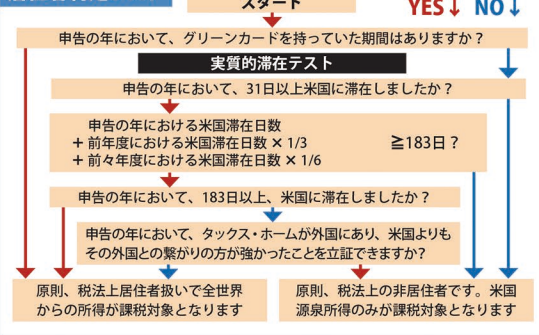 スタート
YES↓ NO↓
申告の年において、グリーンカードを持っていた期間はありますか？
実質的滞在テスト
申告の年において、31日以上米国に滞在しましたか？
申告の年における米国滞在日数
＋前年度における米国滞在日数 × 1/3
≧183日？
＋前々年度における米国滞在日数 × 1/6
申告の年において、183日以上、米国に滞在しましたか？
申告の年において、タックス・ホームが外国にあり、米国よりも
その外国との繋がりの方が強かったことを立証できますか？
原則、税法上居住者扱いで全世界
からの所得が課税対象となります
原則、税法上の非居住者です。米国
源泉所得のみが課税対象となります